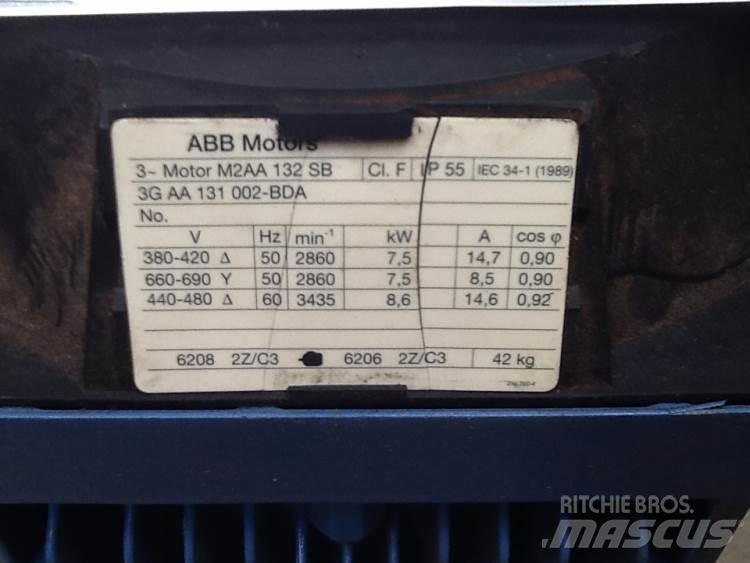 ABB Motors
3~ Motor M2AA 132 SB Cl. F IP 55 IEC 34-1 (1989)
3G AA 131 002-BDA
No.
V Hz min⁻¹ kW A cos φ
380-420 Δ 50 2860 7,5 14,7 0,90
660-690 Y 50 2860 7,5 8,5 0,90
440-480 Δ 60 3435 8,6 14,6 0,92
6208 2Z/C3 6206 2Z/C3 42 kg
RITCHIE BROS.
MASCUS